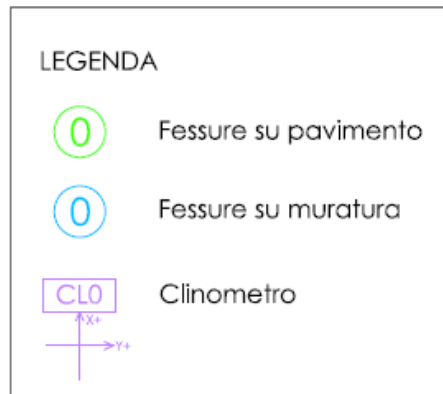 LEGENDA
0 Fessure su pavimento
0 Fessure su muratura
CL0 Clinometro
X+
Y+